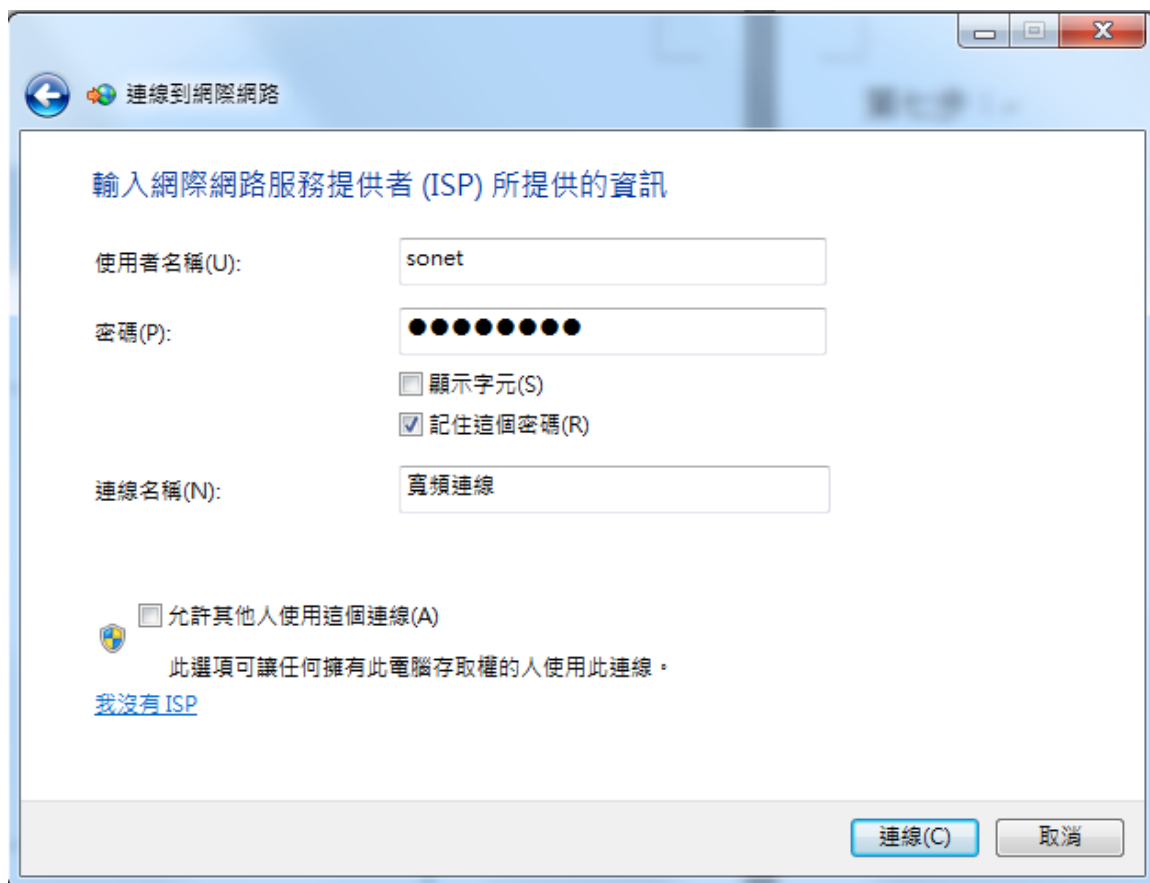 第七步：
連線到網際網路
輸入網際網路服務提供者 (ISP) 所提供的資訊
使用者名稱(U):
sonet
密碼(P):
●●●●●●●●
顯示字元(S)
記住這個密碼(R)
連線名稱(N):
寬頻連線
允許其他人使用這個連線(A)
此選項可讓任何擁有此電腦存取權的人使用此連線。
我沒有 ISP
連線(C)
取消